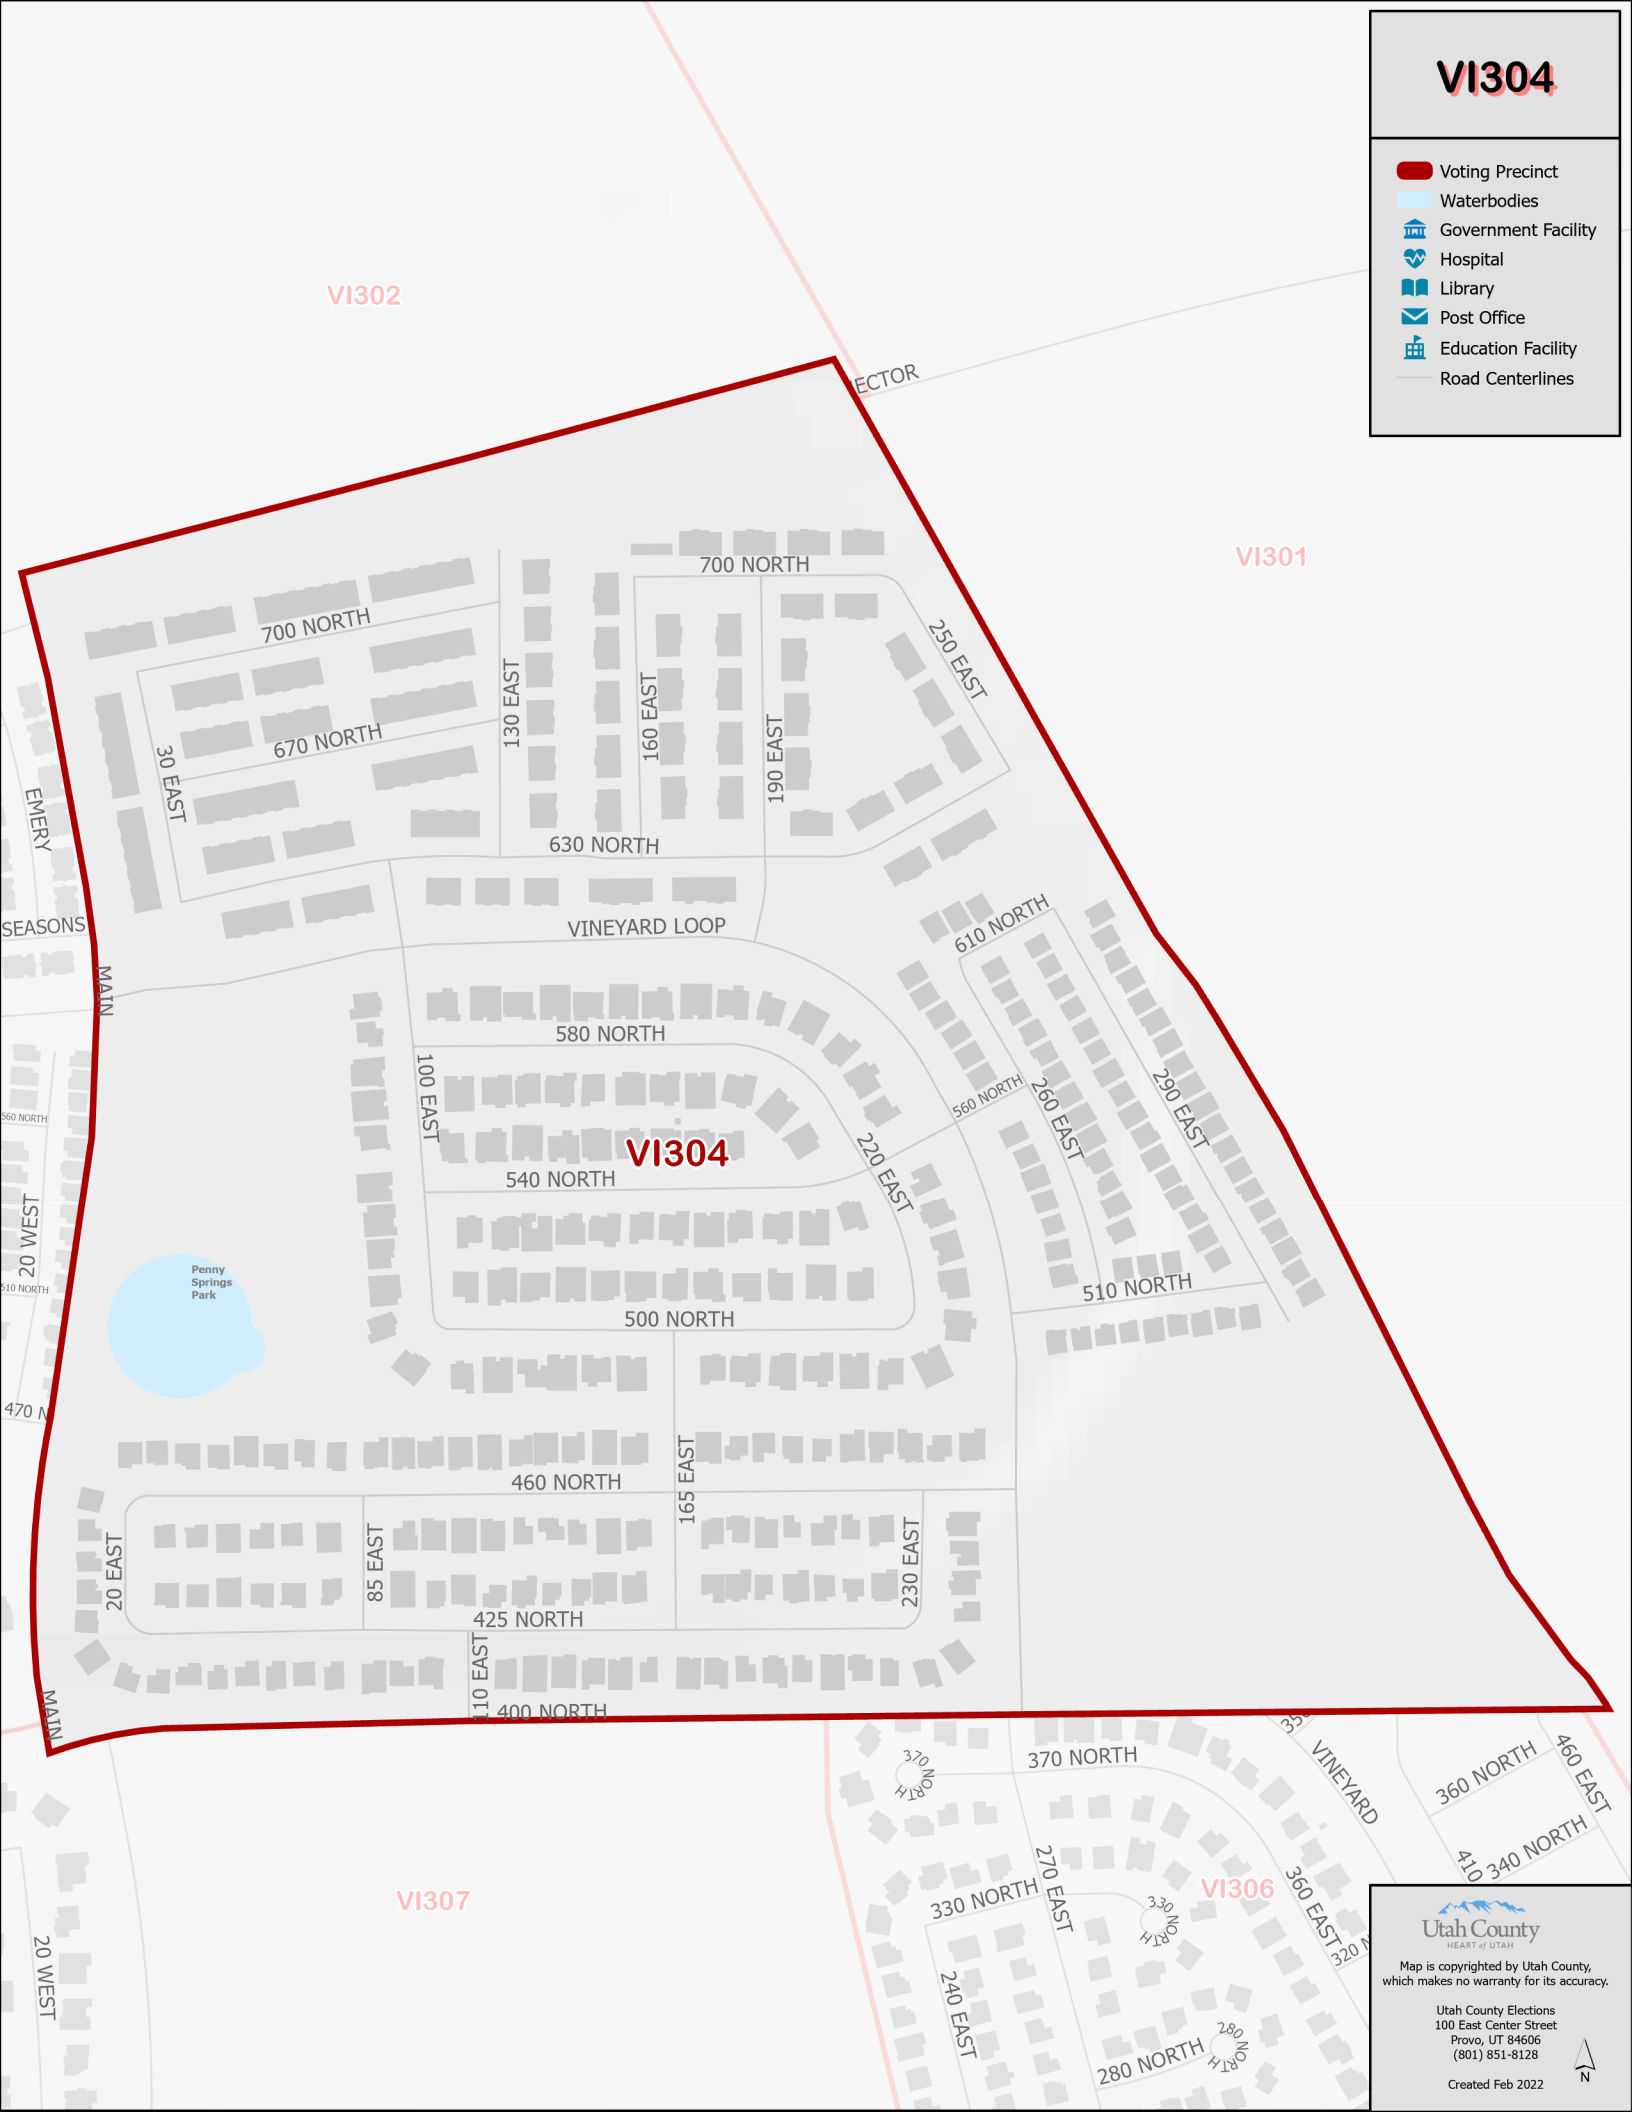 VI304
Voting Precinct
Waterbodies
Government Facility
Hospital
Library
Post Office
Education Facility
Road Centerlines
VI302
ECTOR
VI301
700 NORTH
700 NORTH
250 EAST
130 EAST
160 EAST
190 EAST
670 NORTH
30 EAST
EMERY
630 NORTH
SEASONS
VINEYARD LOOP
610 NORTH
MAIN
580 NORTH
100 EAST
560 NORTH
260 EAST
290 EAST
560 NORTH
VI304
220 EAST
540 NORTH
20 WEST
Penny
Springs
Park
510 NORTH
510 NORTH
500 NORTH
470 N
165 EAST
460 NORTH
20 EAST
85 EAST
230 EAST
425 NORTH
110 EAST
MAIN
400 NORTH
350
370 NORTH
370 NORTH
VINEYARD
360 NORTH
460 EAST
340 NORTH
410
270 EAST
VI307
330 NORTH
VI306
360 EAST
330 NORTH
320 N
20 WEST
240 EAST
280 NORTH
280 NORTH
Utah County
HEART of UTAH
Map is copyrighted by Utah County,
which makes no warranty for its accuracy.
Utah County Elections
100 East Center Street
Provo, UT 84606
(801) 851-8128
N
Created Feb 2022